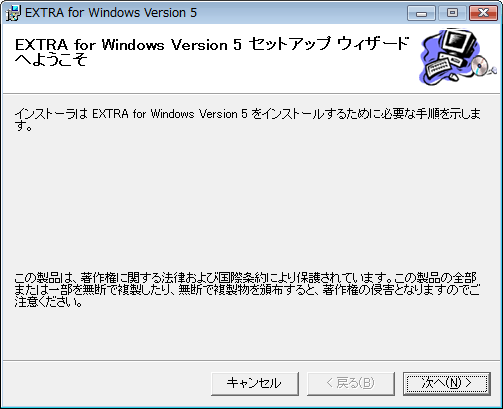 EXTRA for Windows Version 5
EXTRA for Windows Version 5 セットアップ ウィザード
へようこそ
インストーラは EXTRA for Windows Version 5 をインストールするために必要な手順を示しま
す。
この製品は、著作権に関する法律および国際条約により保護されています。この製品の全部
または一部を無断で複製したり、無断で複製物を頒布すると、著作権の侵害となりますのでご
注意ください。
キャンセル
< 戻る(B)
次へ(N) >